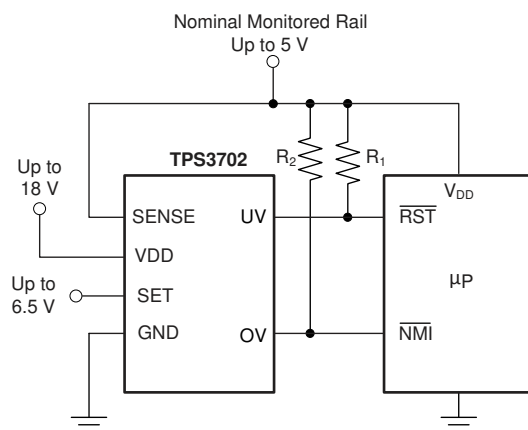 Nominal Monitored Rail
Up to 5 V
TPS3702
R₂
R₁
Up to
18 V
VDD
SENSE
UV
RST
VDD
µP
Up to
6.5 V
SET
GND
OV
NMI